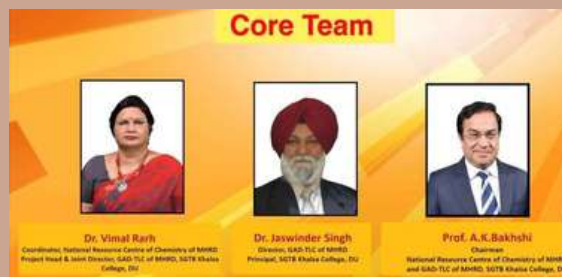 Core Team
Dr. Vimal Rarh
Coordinator, National Resource Centre of Chemistry of MHRD
Project Head & Joint Director, GAD-TLC of MHRD, SGTB Khalsa
College, DU
Dr. Jaswinder Singh
Director, GAD-TLC of MHRD
Principal, SGTB Khalsa College, DU
Prof. A.K.Bakhshi
Chairman
National Resource Centre of Chemistry of MHR
and GAD-TLC of MHRD, SGTB Khalsa College, D